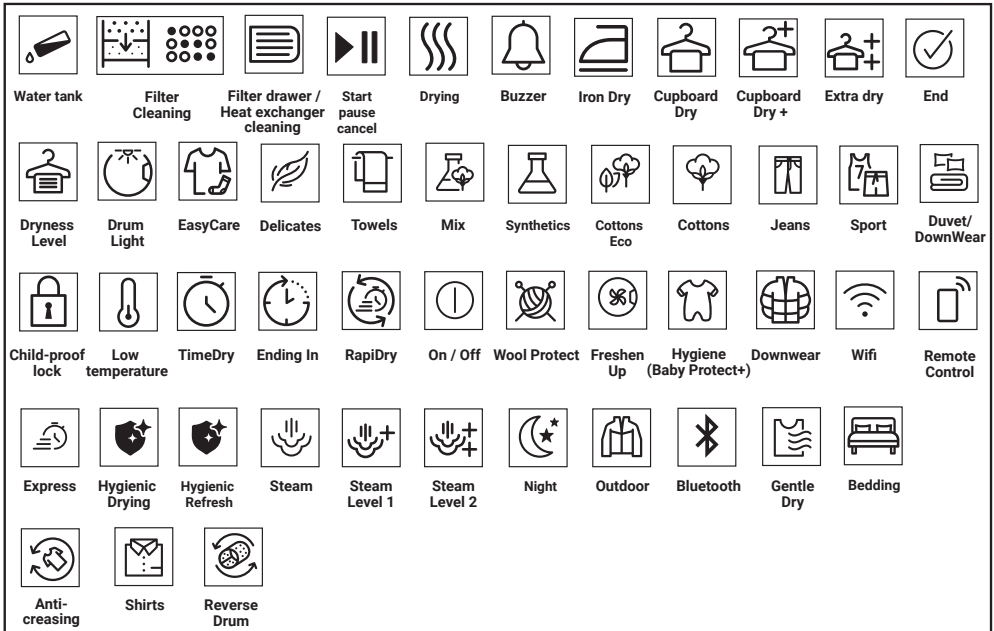 Water tank
Filter
Cleaning
Filter drawer /
Heat exchanger
cleaning
Start
pause
cancel
Drying
Buzzer
Iron Dry
Cupboard
Dry
Cupboard
Dry +
Extra dry
End
Dryness
Level
Drum
Light
EasyCare
Delicates
Towels
Mix
Synthetics
Cottons
Eco
Cottons
Jeans
7
Sport
Duvet/
DownWear
Child-proof
lock
Low
temperature
TimeDry
Ending In
RapiDry
On / Off
Wool Protect
Freshen
Up
Hygiene
(Baby Protect+)
Downwear
Wifi
Remote
Control
Express
Hygienic
Drying
Hygienic
Refresh
Steam
Steam
Level 1
Steam
Level 2
Night
Outdoor
Bluetooth
Gentle
Dry
Bedding
Anti-
creasing
Shirts
Reverse
Drum